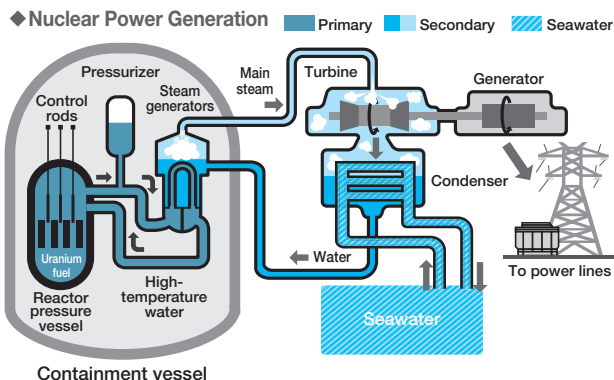 ◆Nuclear Power Generation
Primary
Secondary
Seawater
Pressurizer
Control
rods
Steam
generators
Main
steam
Turbine
Generator
Condenser
Uranium
fuel
Reactor
pressure
vessel
High-
temperature
water
Water
Seawater
To power lines
Containment vessel